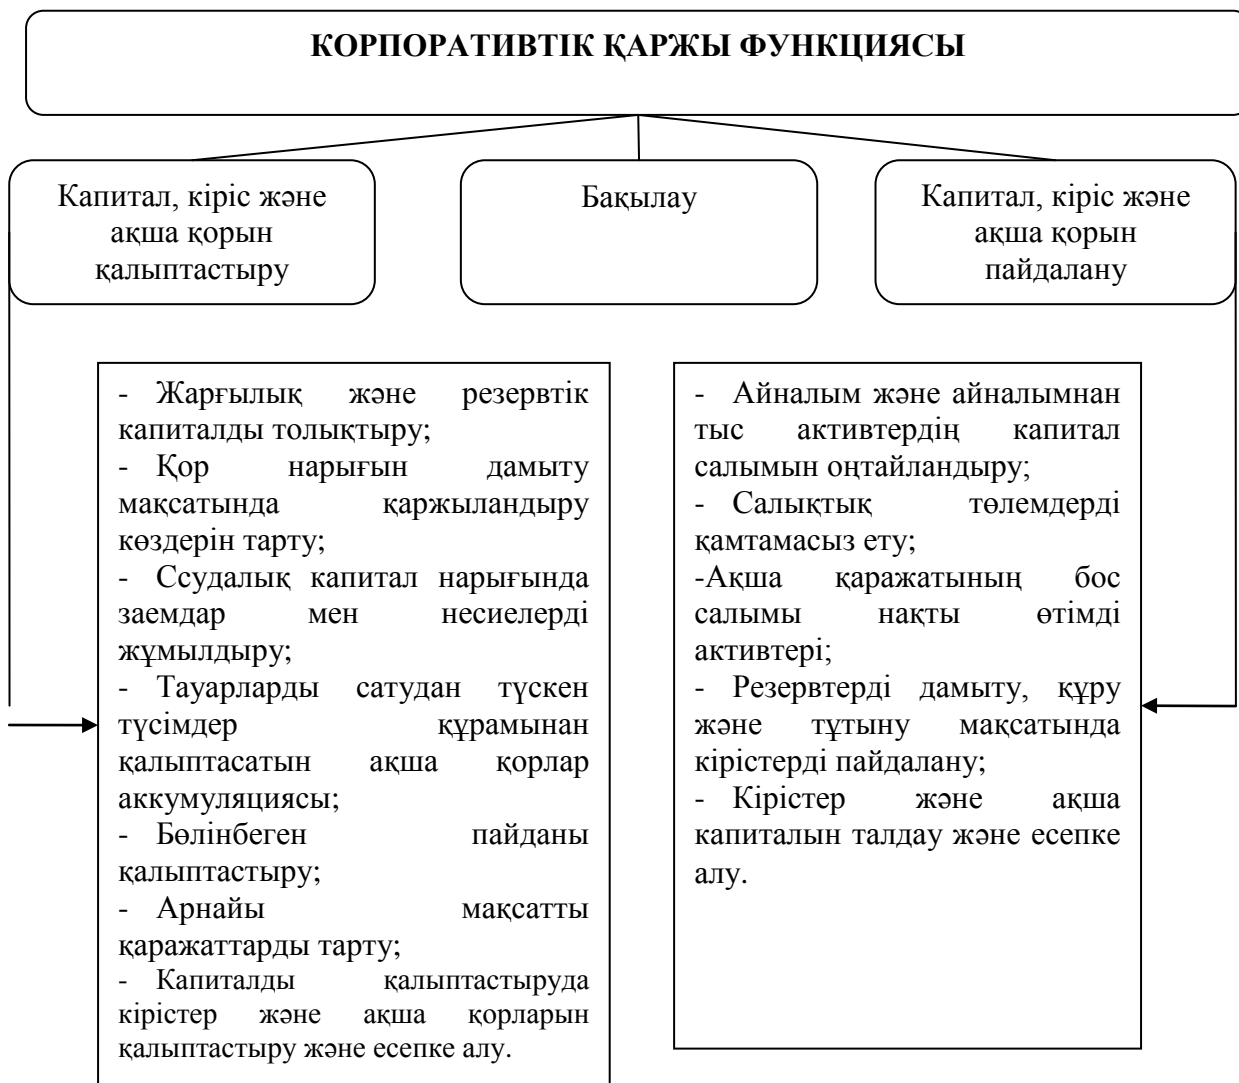 КОРПОРАТИВТІК ҚАРЖЫ ФУНКЦИЯСЫ
Капитал, кіріс және
ақша қорын
қалыптастыру
Бақылау
Капитал, кіріс және
ақша қорын
пайдалану
- Жарғылық және резервтік
капиталды толықтыру;
- Қор нарығын дамыту
мақсатында қаржыландыру
көздерін тарту;
- Ссудалық капитал нарығында
заемдар мен несиелерді
жұмылдыру;
- Тауарларды сатудан түскен
түсімдер құрамынан
қалыптасатын ақша қорлар
аккумуляциясы;
- Бөлінбеген пайданы
қалыптастыру;
- Арнайы мақсатты
қаражаттарды тарту;
- Капиталды қалыптастыруда
кірістер және ақша қорларын
қалыптастыру және есепке алу.
- Айналым және айналымнан
тыс активтердің капитал
салымын оңтайландыру;
- Салықтық төлемдерді
қамтамасыз ету;
-Ақша қаражатының бос
салымы нақты өтімді
активтері;
- Резервтерді дамыту, құру
және тұтыну мақсатында
кірістерді пайдалану;
- Кірістер және ақша
капиталын талдау және есепке
алу.